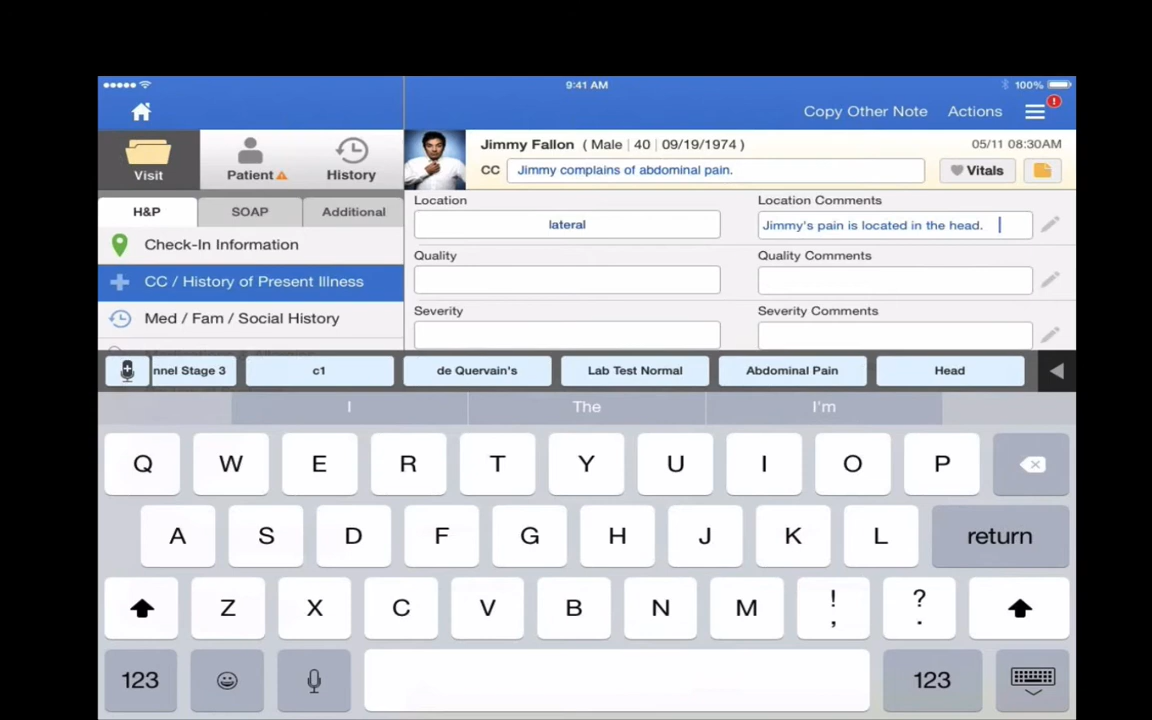 9:41 AM
100%
Copy Other Note Actions !
Visit Patient History
Jimmy Fallon ( Male | 40 | 09/19/1974 ) 05/11 08:30AM
CC Jimmy complains of abdominal pain. Vitals
H&P SOAP Additional
Check-In Information
CC / History of Present Illness
Med / Fam / Social History
Location Location Comments
lateral Jimmy's pain is located in the head.
Quality Quality Comments
Severity Severity Comments
nnel Stage 3 c1 de Quervain's Lab Test Normal Abdominal Pain Head
I The I'm
Q W E R T Y U I O P
A S D F G H J K L return
Z X C V B N M ! , ? .
123 123